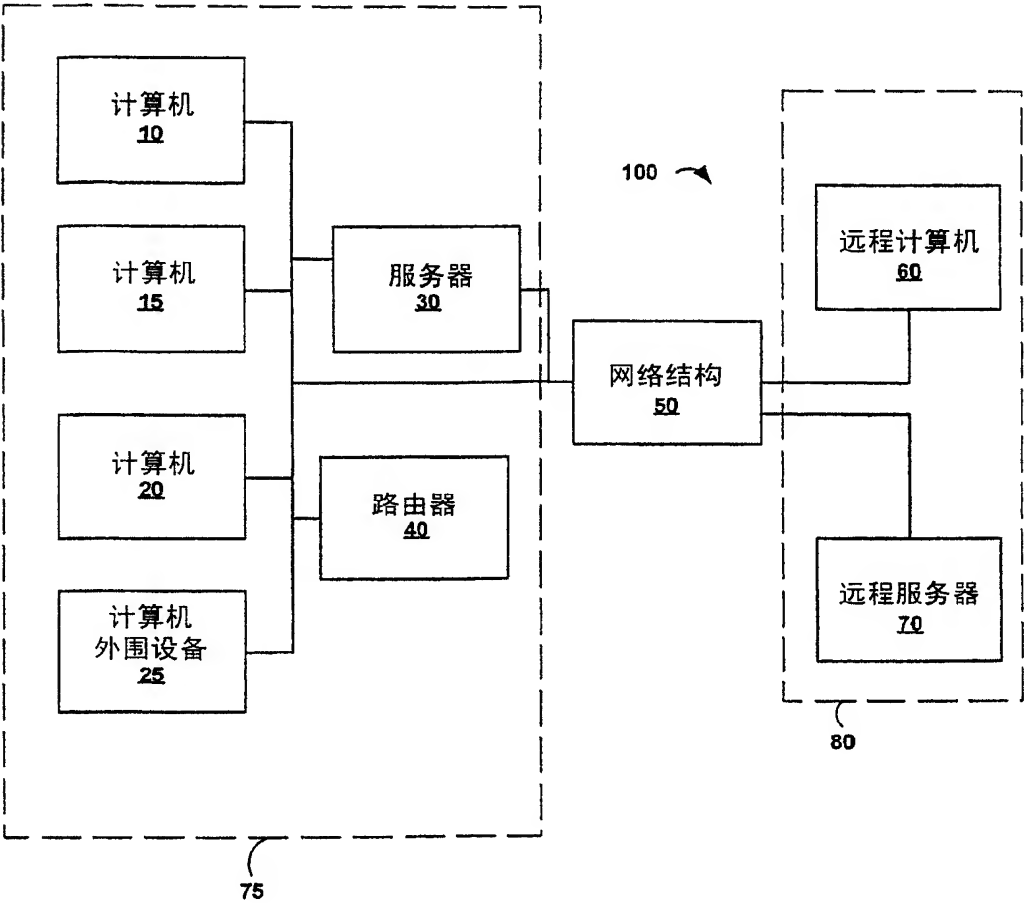 计算机
10
计算机
15
计算机
20
计算机
外围设备
25
服务器
30
路由器
40
网络结构
50
100
远程计算机
60
远程服务器
70
75
80